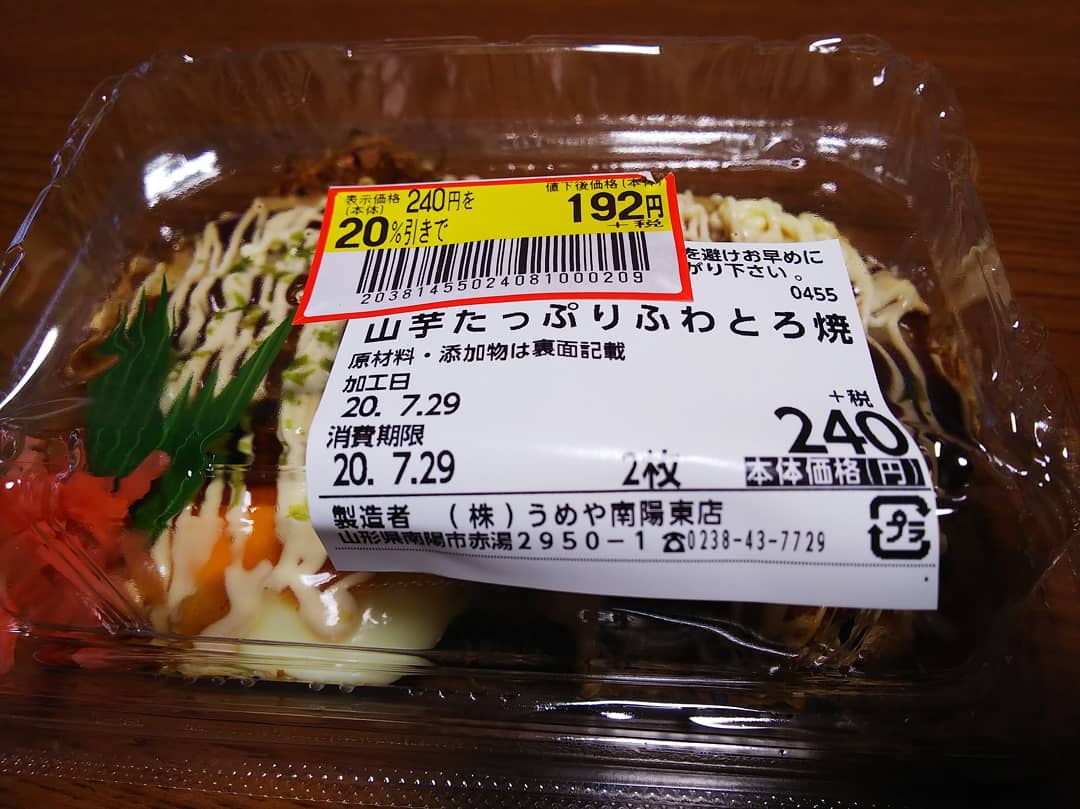 表示価格
(本体)
240円を
20%引きで
値下後価格(本体)
192円
+税
20381455024081000209
を避けお早めに
がり下さい。
0455
山芋たっぷりふわとろ焼
原材料・添加物は裏面記載
加工日
20. 7.29
消費期限
20. 7.29
2枚
+税
240
本体価格(円)
製造者 (株)うめや南陽東店
山形県南陽市赤湯2950-1 ☎0238-43-7729
プラ